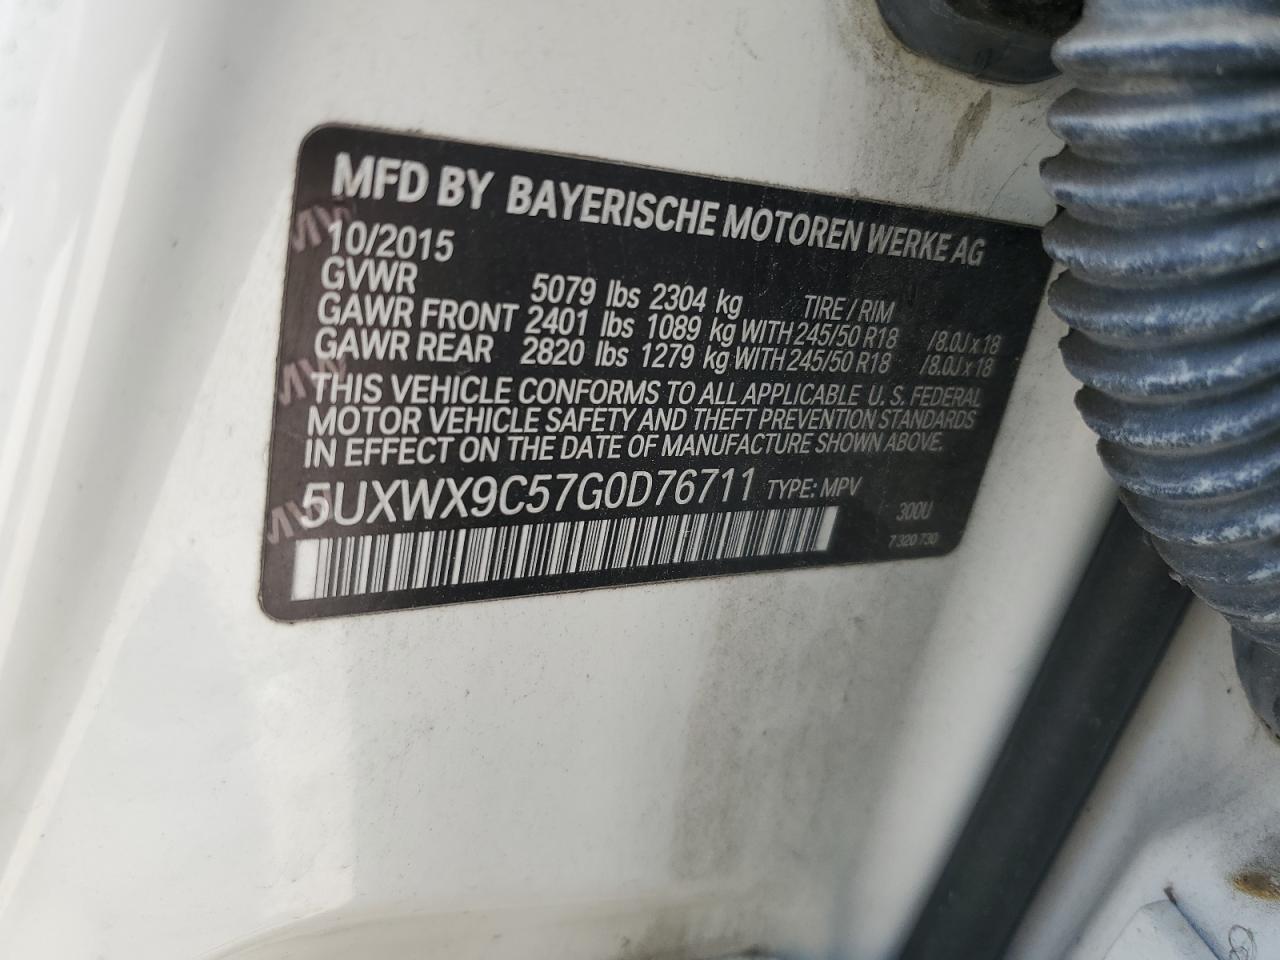 MFD BY BAYERISCHE MOTOREN WERKE AG
10/2015
GVWR 5079 lbs 2304 kg TIRE / RIM
GAWR FRONT 2401 lbs 1089 kg WITH 245/50 R18 /8.0J x 18
GAWR REAR 2820 lbs 1279 kg WITH 245/50 R18 /8.0J x 18
THIS VEHICLE CONFORMS TO ALL APPLICABLE U. S. FEDERAL
MOTOR VEHICLE SAFETY AND THEFT PREVENTION STANDARDS
IN EFFECT ON THE DATE OF MANUFACTURE SHOWN ABOVE.
5UXWX9C57G0D76711 TYPE: MPV
300U
7 320 730